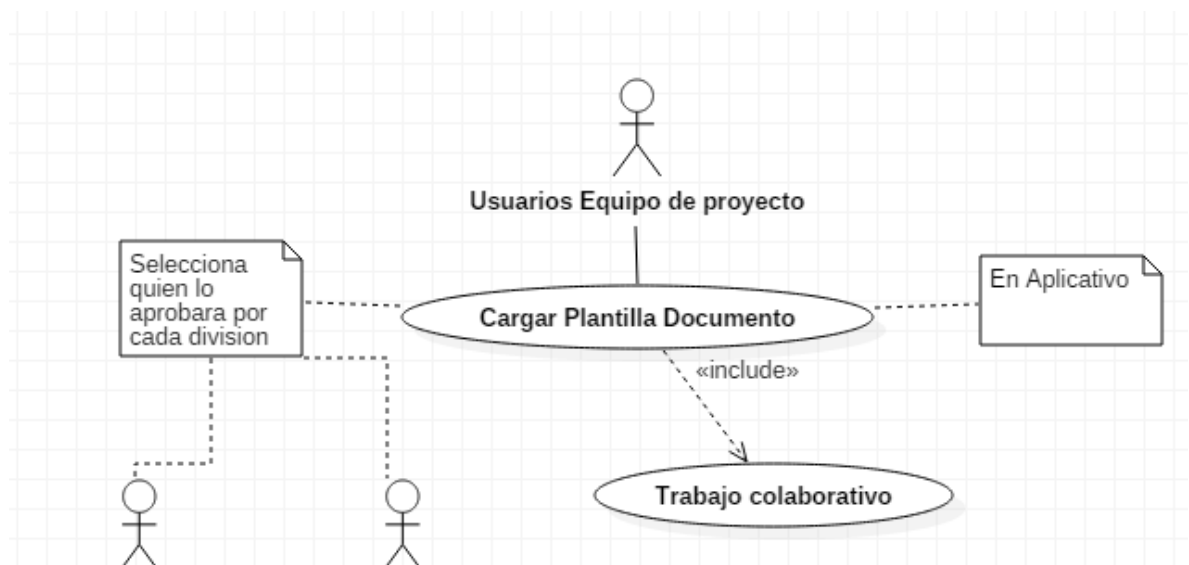 Usuarios Equipo de proyecto
Selecciona
quien lo
aprobara por
cada division
En Aplicativo
Cargar Plantilla Documento
«include»
Trabajo colaborativo